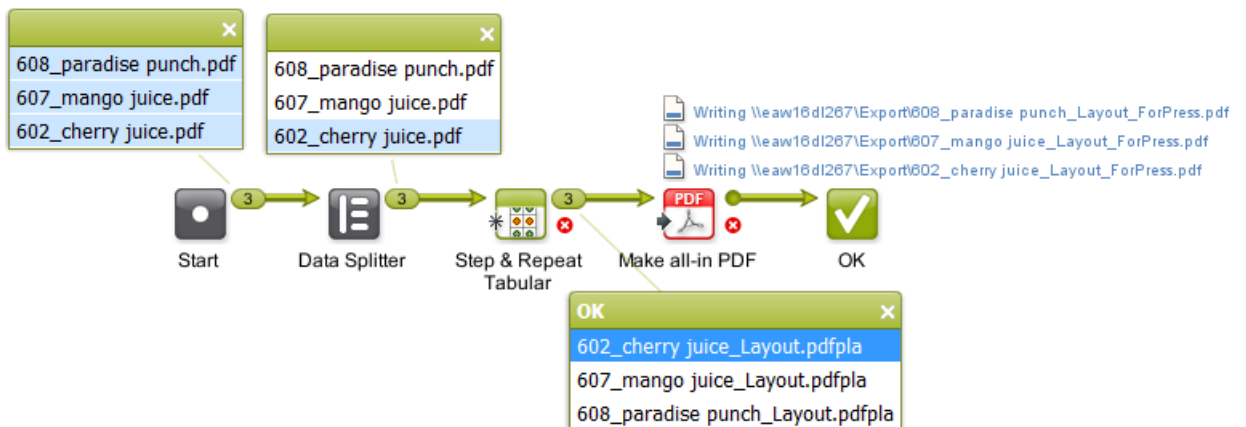 608_paradise punch.pdf
607_mango juice.pdf
602_cherry juice.pdf
608_paradise punch.pdf
607_mango juice.pdf
602_cherry juice.pdf
Writing \\eaw16dl267\Export\608_paradise punch_Layout_ForPress.pdf
Writing \\eaw16dl267\Export\607_mango juice_Layout_ForPress.pdf
Writing \\eaw16dl267\Export\602_cherry juice_Layout_ForPress.pdf
3
3
3
PDF
Start
Data Splitter
Step & Repeat
Tabular
Make all-in PDF
OK
OK
602_cherry juice_Layout.pdfpla
607_mango juice_Layout.pdfpla
608_paradise punch_Layout.pdfpla